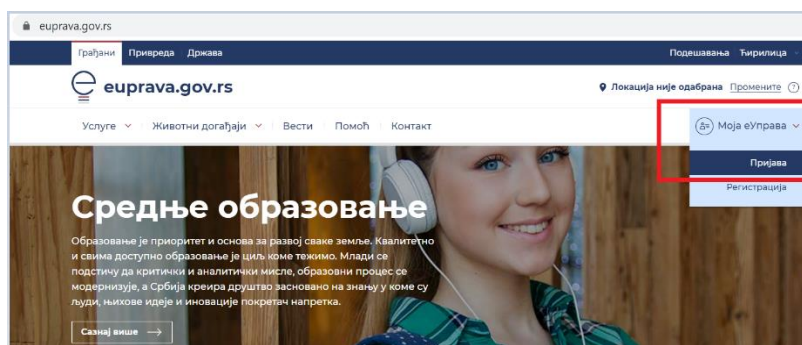 euprava.gov.rs
Грађани Привреда Држава Подешавања Ћирилица
euprava.gov.rs Локација није одабрана Промените ?
Услуге Животни догађаји Вести Помоћ Контакт Моја еУправа
Пријава
Регистрација
Средње образовање
Образовање је приоритет и основа за развој сваке земље. Квалитетно
и свима доступно образовање је циљ коме тежимо. Млади се
подстичу да критички и аналитички мисле, образовни процес се
модернизује, а Србија креира друштво засновано на знању у коме су
људи, њихове идеје и иновације покретач напретка.
Сазнај више →